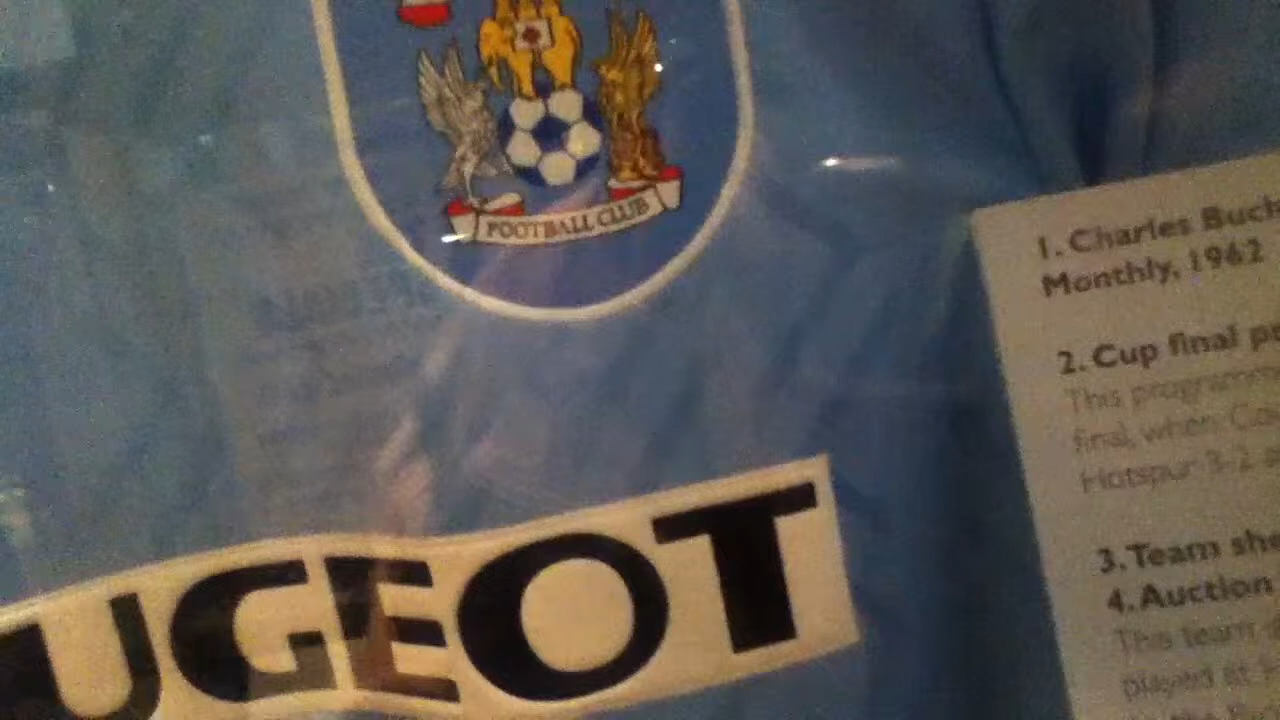 FOOTBALL CLUB
UGEOT
1. Charles Buch
Monthly, 1962
2. Cup final p
This programm
final, when Co
Hotspur 3-2 a
3. Team she
4. Auction
This team
played at